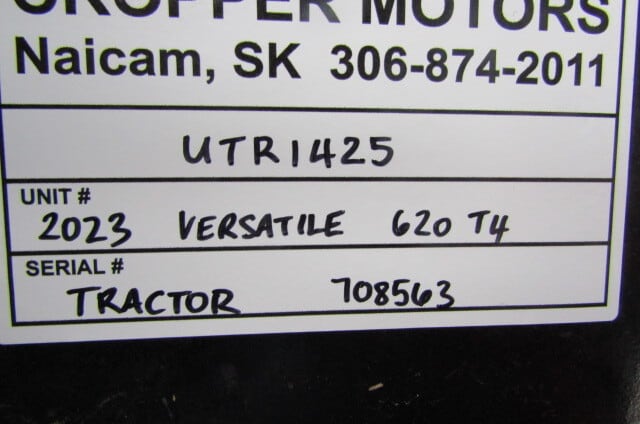 CROPPER MOTORS
Naicam, SK 306-874-2011
UTR1425
UNIT #
2023 VERSATILE 620 T4
SERIAL #
TRACTOR 708563